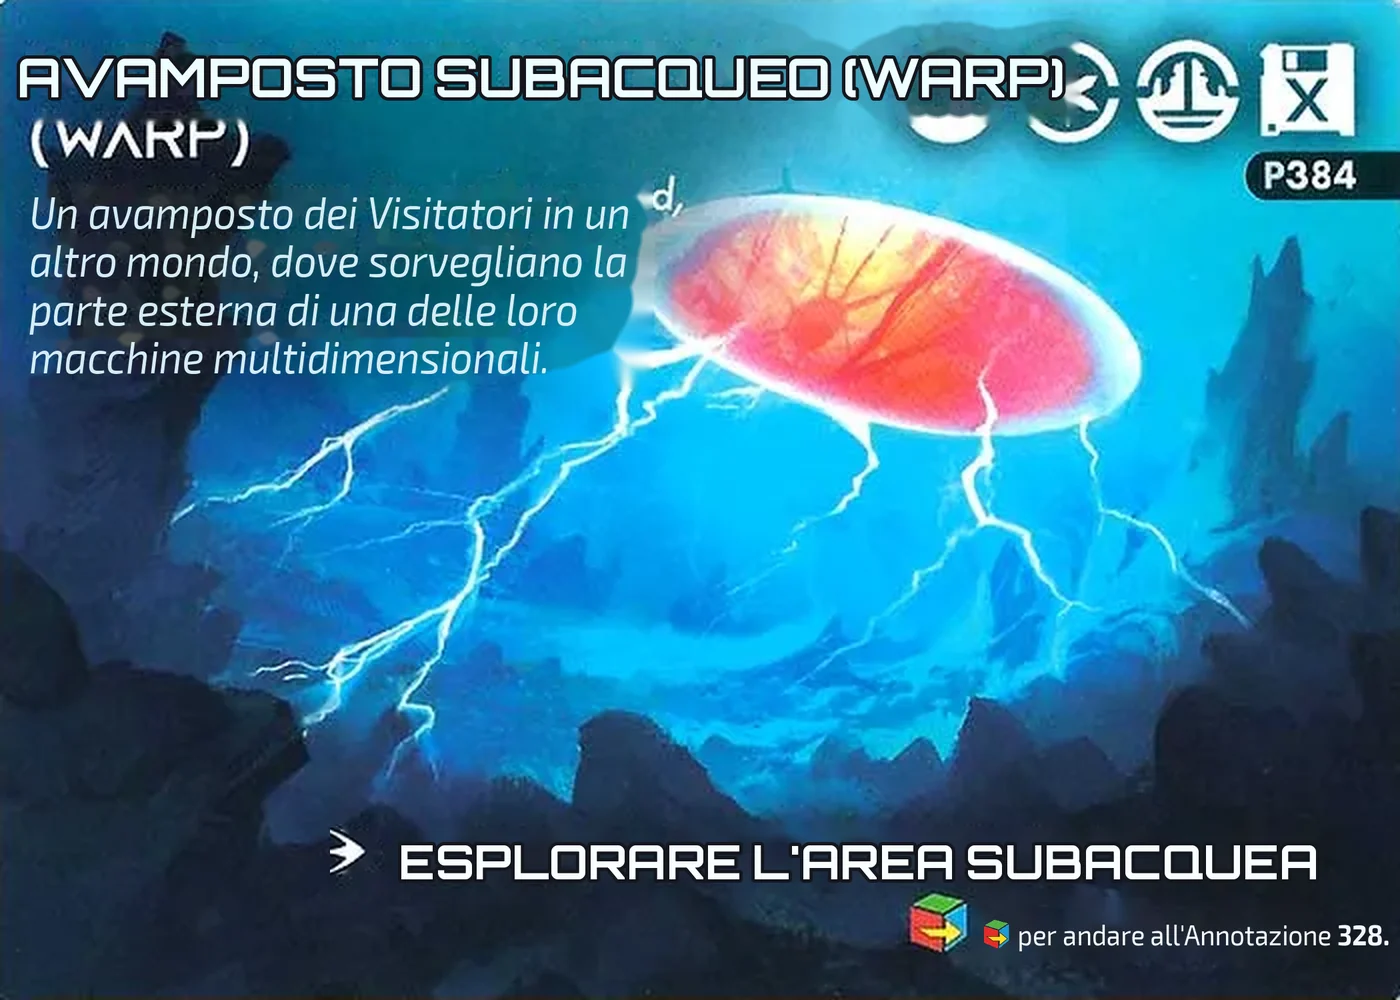 AVAMPOSTO SUBACQUEO (WARP)
(WARP)
P384
d,
Un avamposto dei Visitatori in un
altro mondo, dove sorvegliano la
parte esterna di una delle loro
macchine multidimensionali.
ESPLORARE L'AREA SUBACQUEA
per andare all'Annotazione 328.